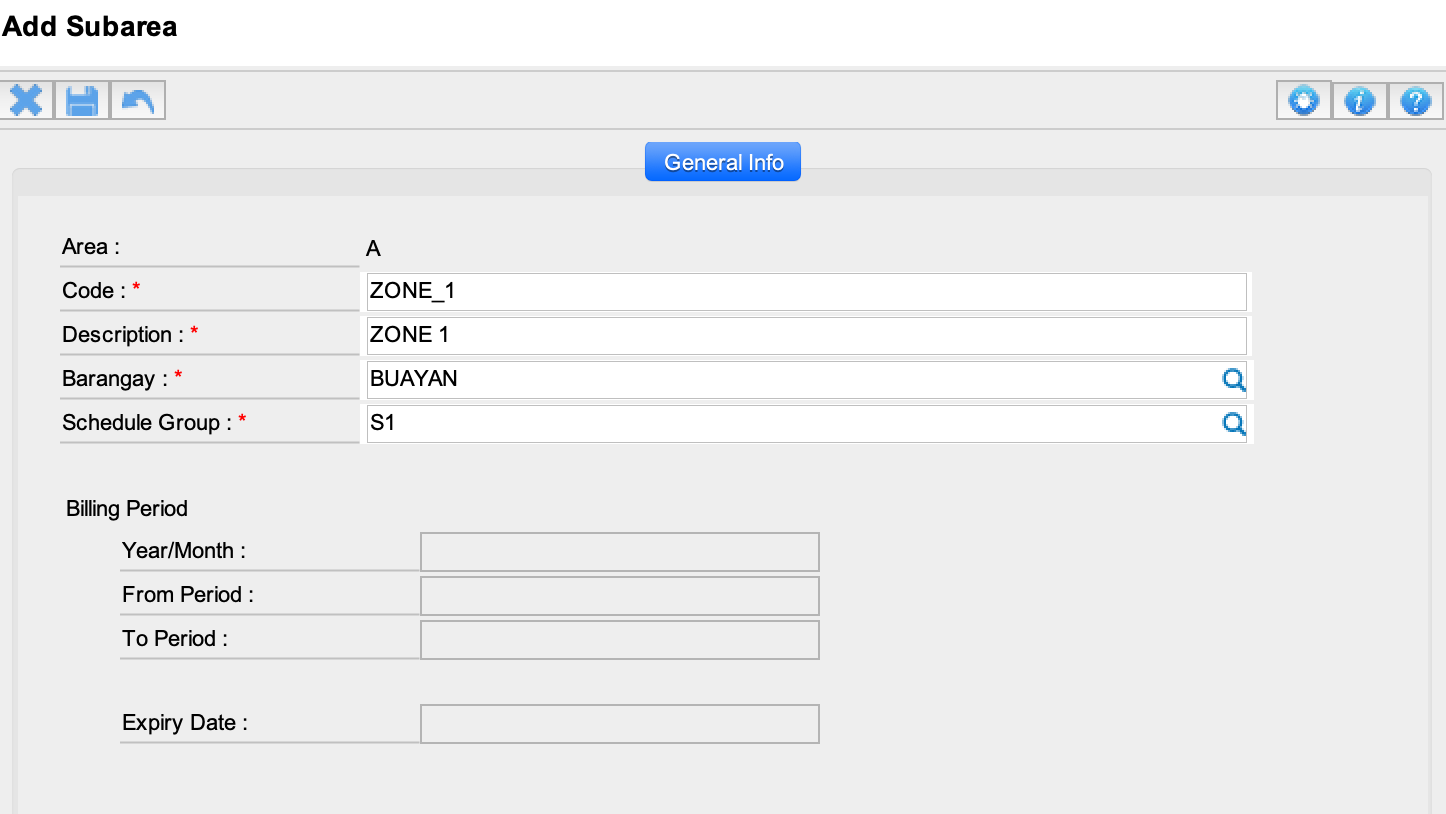 Add Subarea
General Info
Area : A
Code : * ZONE_1
Description : * ZONE 1
Barangay : * BUAYAN
Schedule Group : * S1
Billing Period
Year/Month :
From Period :
To Period :
Expiry Date :